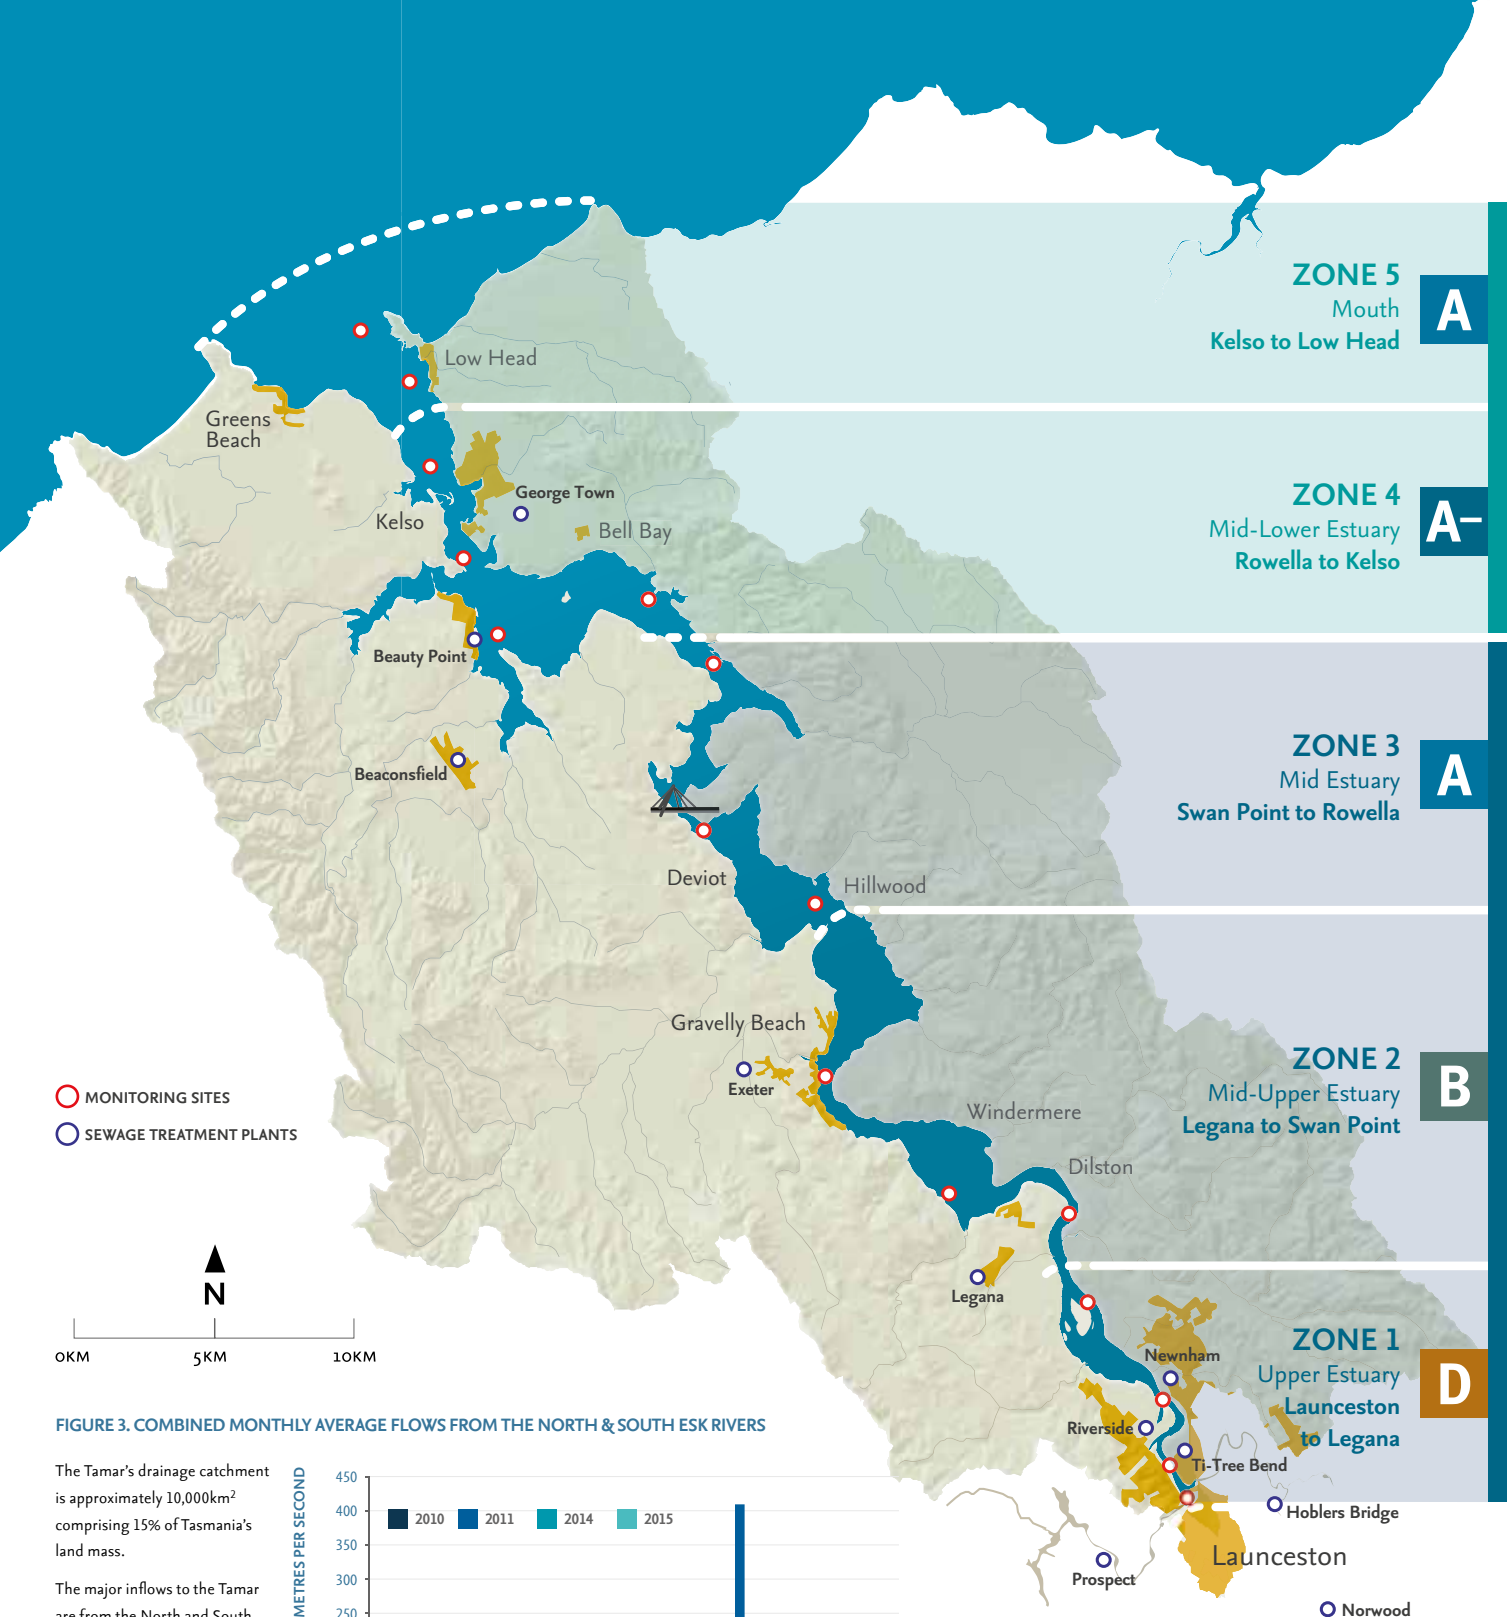 ZONE 5
Mouth
Kelso to Low Head
A
Low Head
Greens
Beach
ZONE 4
Mid-Lower Estuary
Rowella to Kelso
A–
George Town
Kelso
Bell Bay
Beauty Point
Beaconsfield
ZONE 3
Mid Estuary
Swan Point to Rowella
A
Deviot
Hillwood
Gravelly Beach
Exeter
ZONE 2
Mid-Upper Estuary
Legana to Swan Point
B
Windermere
Dilston
MONITORING SITES
SEWAGE TREATMENT PLANTS
N
0KM
5KM
10KM
Legana
ZONE 1
Upper Estuary
Launceston
to Legana
D
Newnham
Riverside
Ti-Tree Bend
Hoblers Bridge
Launceston
Prospect
Norwood
FIGURE 3. COMBINED MONTHLY AVERAGE FLOWS FROM THE NORTH & SOUTH ESK RIVERS
The Tamar's drainage catchment
is approximately 10,000km²
comprising 15% of Tasmania's
land mass.
The major inflows to the Tamar
are from the North and South
METRES PER SECOND
450
400
350
300
250
2010
2011
2014
2015